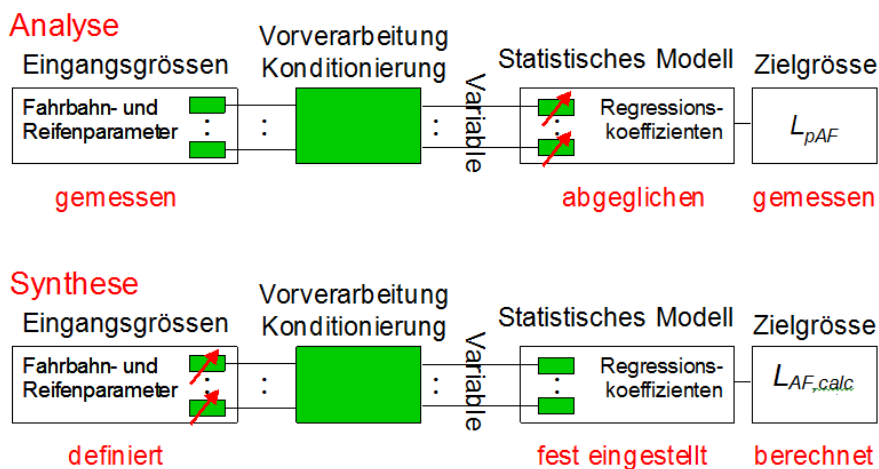 Analyse
Eingangsgrössen
Vorverarbeitung
Konditionierung
Variable
Statistisches Modell
Zielgrösse
Fahrbahn- und
Reifenparameter
:
:
:
:
Regressions-
koeffizienten
LpAF
gemessen
abgeglichen
gemessen
Synthese
Eingangsgrössen
Vorverarbeitung
Konditionierung
Variable
Statistisches Modell
Zielgrösse
Fahrbahn- und
Reifenparameter
:
:
:
:
Regressions-
koeffizienten
LAF,calc
definiert
fest eingestellt
berechnet